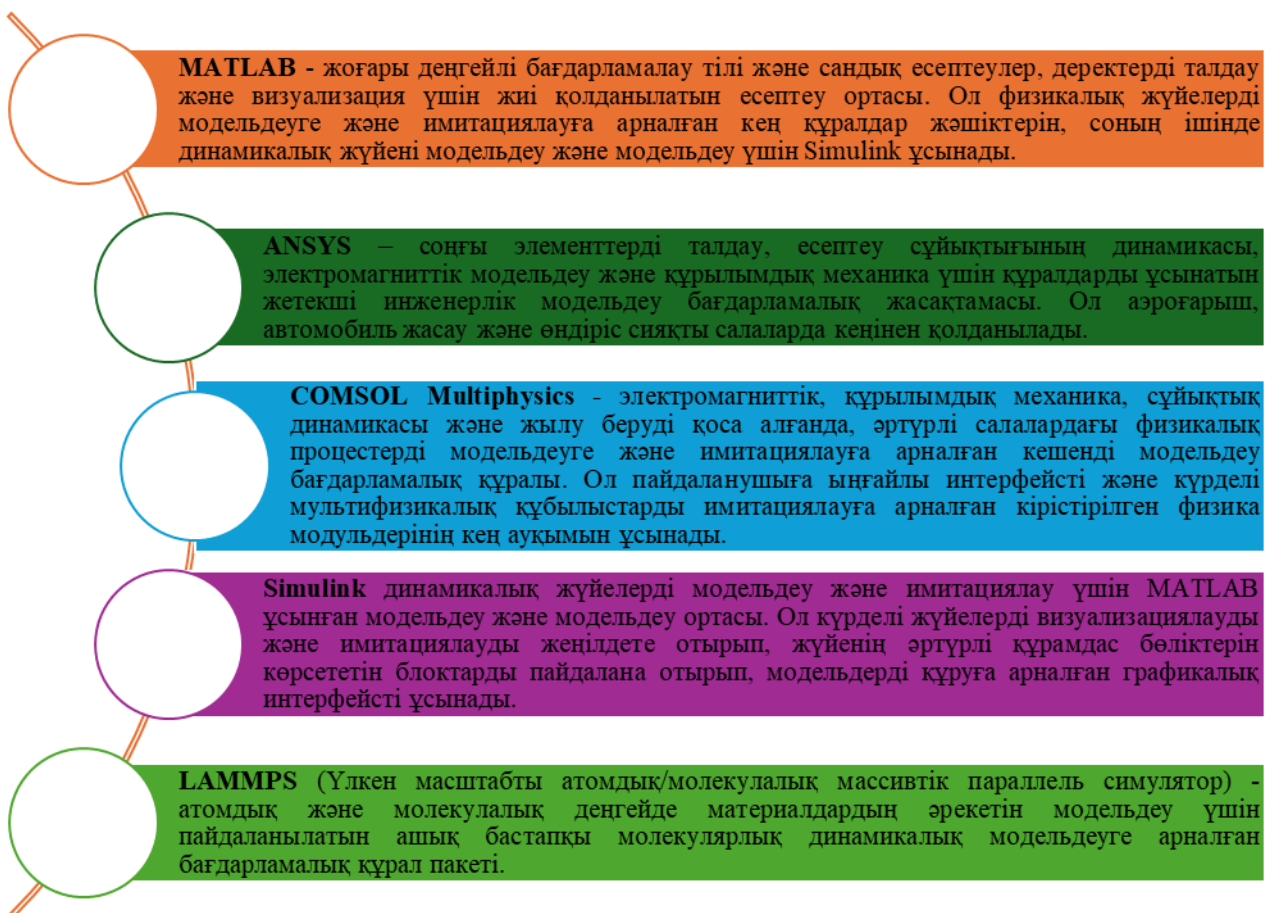 MATLAB - жоғары деңгейлі бағдарламалау тілі және сандық есептеулер, деректерді талдау
және визуализация үшін жиі қолданылатын есептеу ортасы. Ол физикалық жүйелерді
модельдеуге және имитациялауға арналған кең құралдар жәшіктерін, соның ішінде
динамикалық жүйені модельдеу және модельдеу үшін Simulink ұсынады.
ANSYS – соңғы элементтерді талдау, есептеу сұйықтығының динамикасы,
электромагниттік модельдеу және құрылымдық механика үшін құралдарды ұсынатын
жетекші инженерлік модельдеу бағдарламалық жасақтамасы. Ол аэроғарыш,
автомобиль жасау және өндіріс сияқты салаларда кеңінен қолданылады.
COMSOL Multiphysics - электромагниттік, құрылымдық механика, сұйықтық
динамикасы және жылу беруді қоса алғанда, әртүрлі салалардағы физикалық
процестерді модельдеуге және имитациялауға арналған кешенді модельдеу
бағдарламалық құралы. Ол пайдаланушыға ыңғайлы интерфейсті және күрделі
мультифизикалық құбылыстарды имитациялауға арналған кірістірілген физика
модульдерінің кең ауқымын ұсынады.
Simulink динамикалық жүйелерді модельдеу және имитациялау үшін MATLAB
ұсынған модельдеу және модельдеу ортасы. Ол күрделі жүйелерді визуализациялауды
және имитациялауды жеңілдете отырып, жүйенің әртүрлі құрамдас бөліктерін
көрсететін блоктарды пайдалана отырып, модельдерді құруға арналған графикалық
интерфейсті ұсынады.
LAMMPS (Үлкен масштабты атомдық/молекулалық массивтік параллель симулятор) -
атомдық және молекулалық деңгейде материалдардың әрекетін модельдеу үшін
пайдаланылатын ашық бастапқы молекулярлық динамикалық модельдеуге арналған
бағдарламалық құрал пакеті.